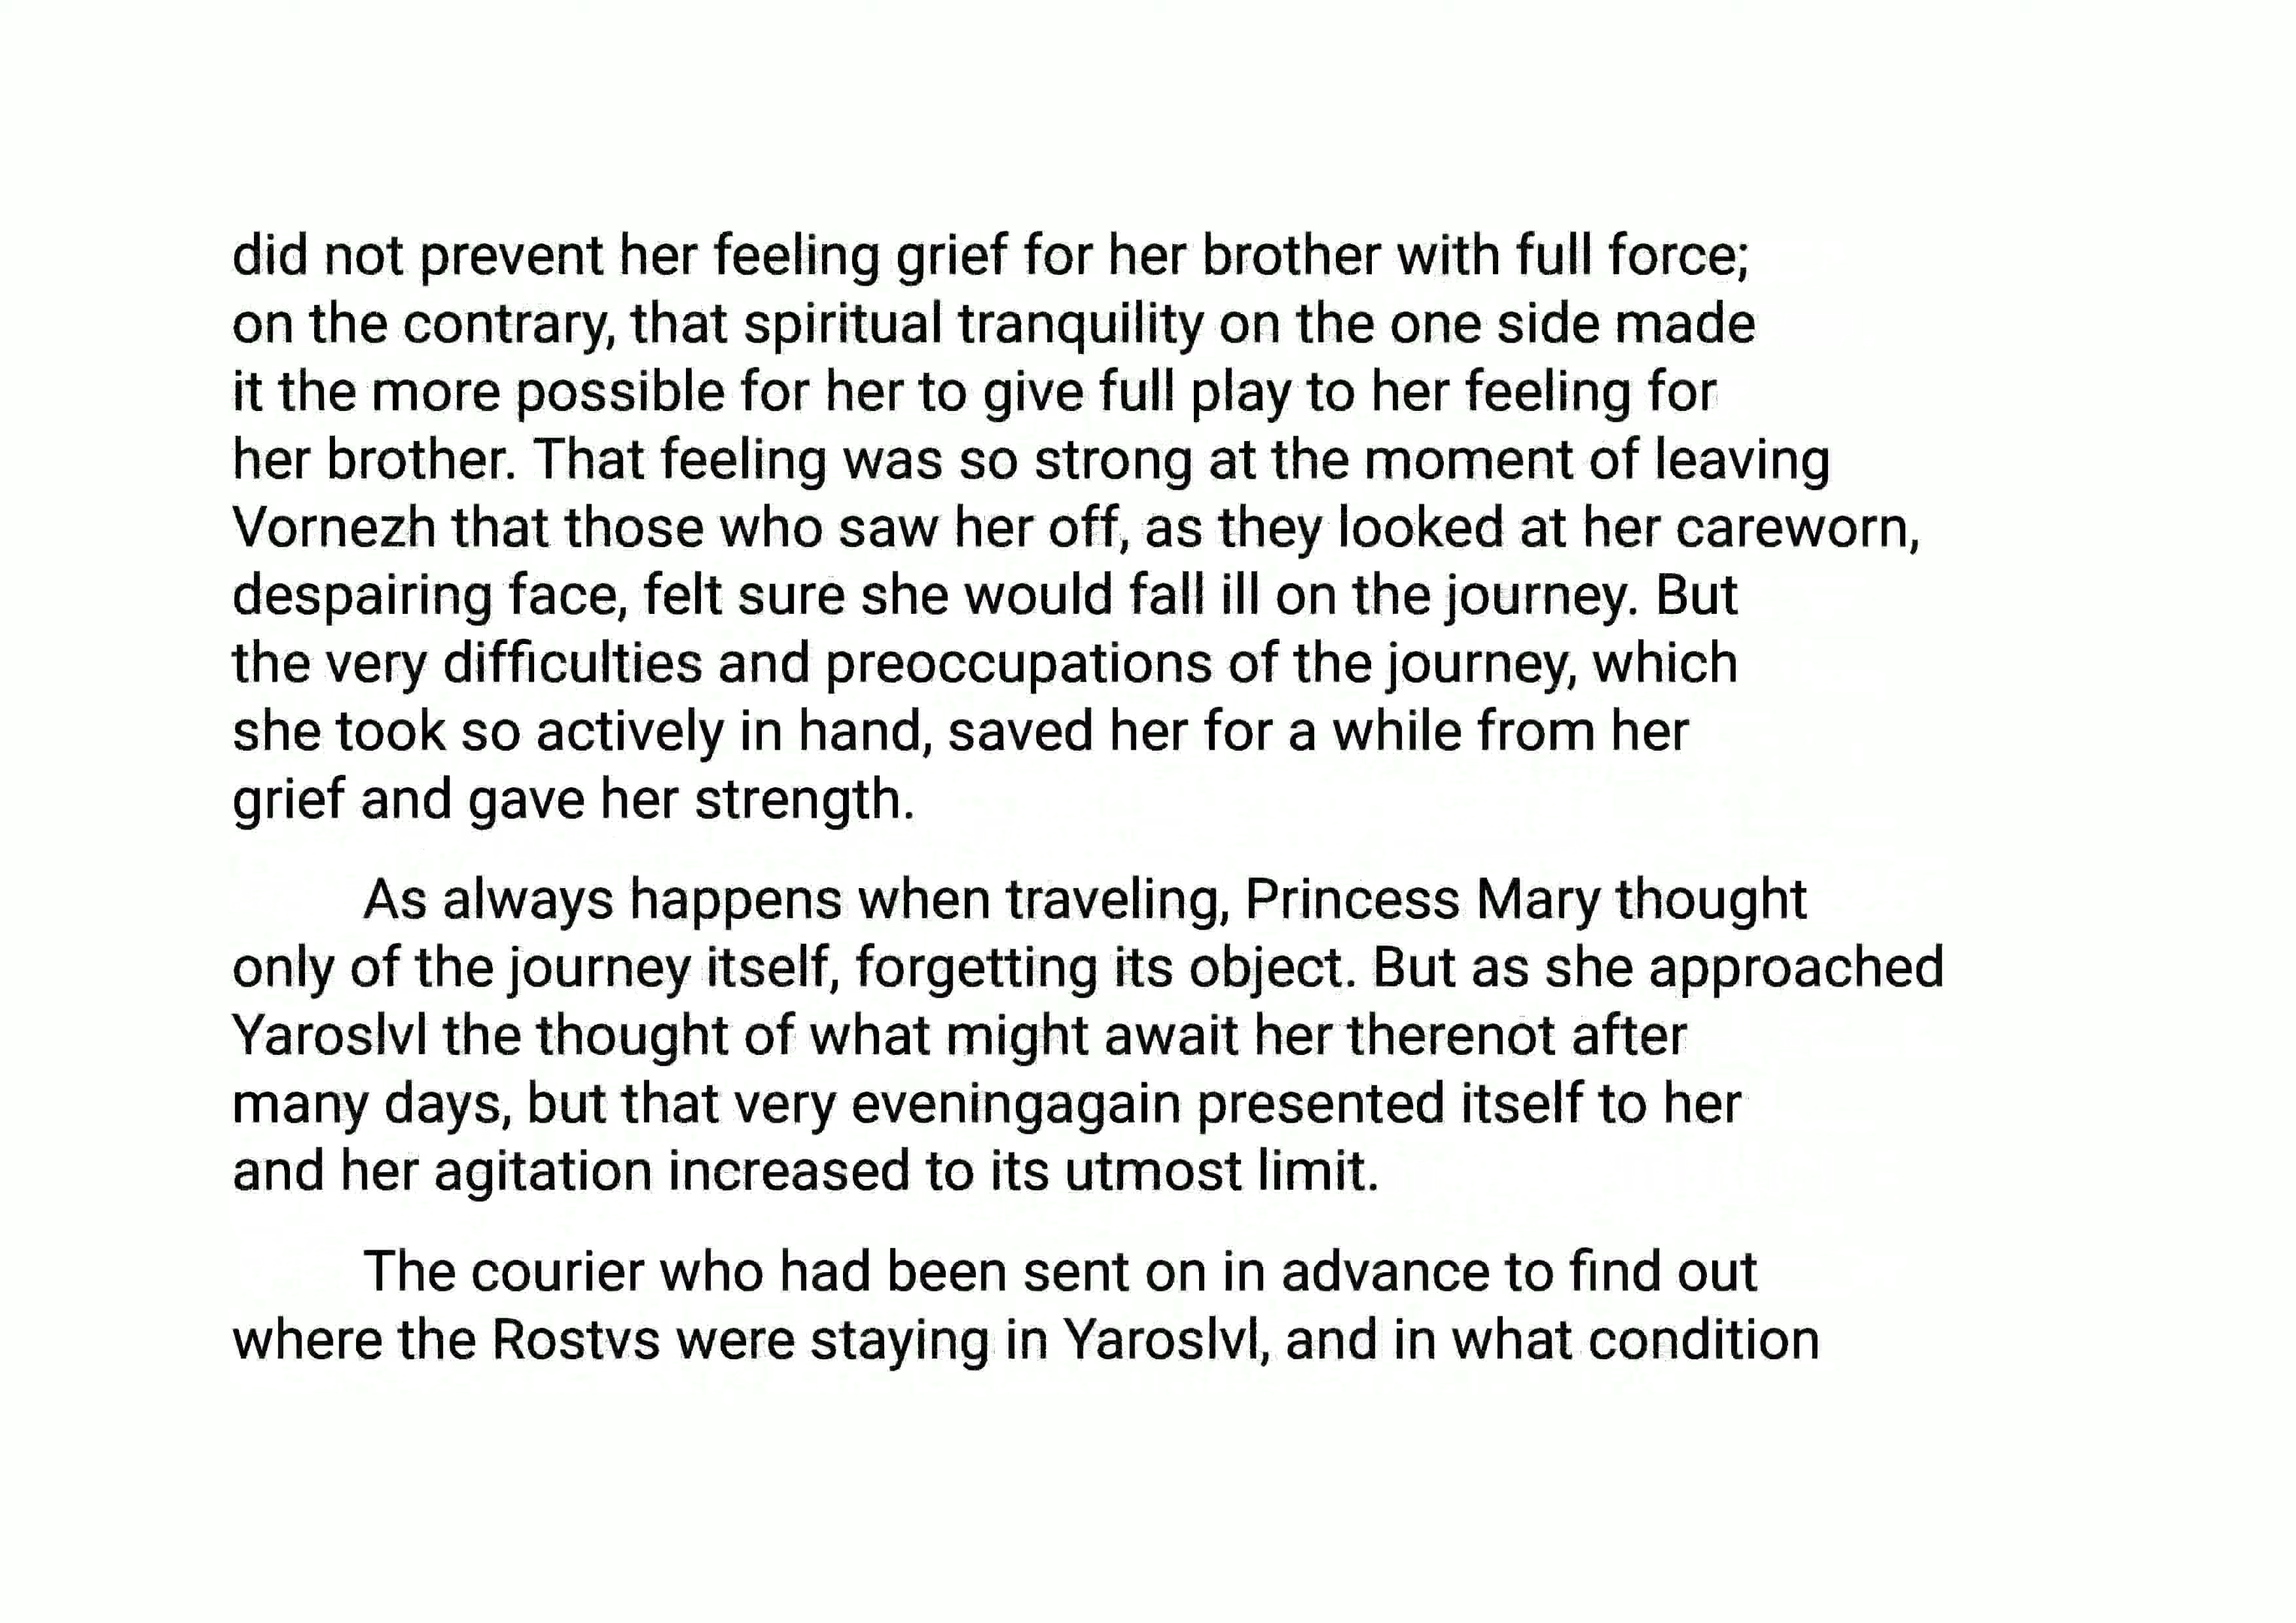 did not prevent her feeling grief for her brother with full force;
on the contrary, that spiritual tranquility on the one side made
it the more possible for her to give full play to her feeling for
her brother. That feeling was so strong at the moment of leaving
Vornezh that those who saw her off, as they looked at her careworn,
despairing face, felt sure she would fall ill on the journey. But
the very difficulties and preoccupations of the journey, which
she took so actively in hand, saved her for a while from her
grief and gave her strength.
As always happens when traveling, Princess Mary thought
only of the journey itself, forgetting its object. But as she approached
Yaroslvl the thought of what might await her therenot after
many days, but that very eveningagain presented itself to her
and her agitation increased to its utmost limit.
The courier who had been sent on in advance to find out
where the Rostvs were staying in Yaroslvl, and in what condition